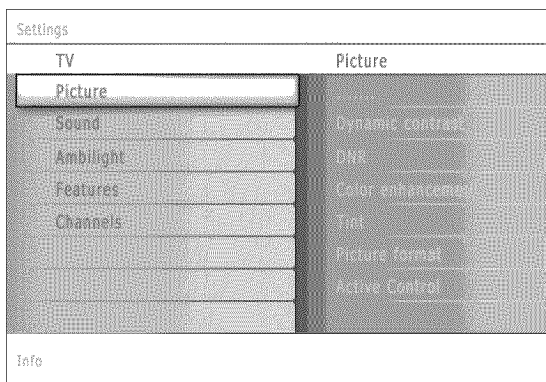 Settings
TV
Picture
Picture
Sound
Dynamic contrast
Ambilight
DNR
Features
Color enhancement
Channels
Tint
Picture format
Active Control
Info